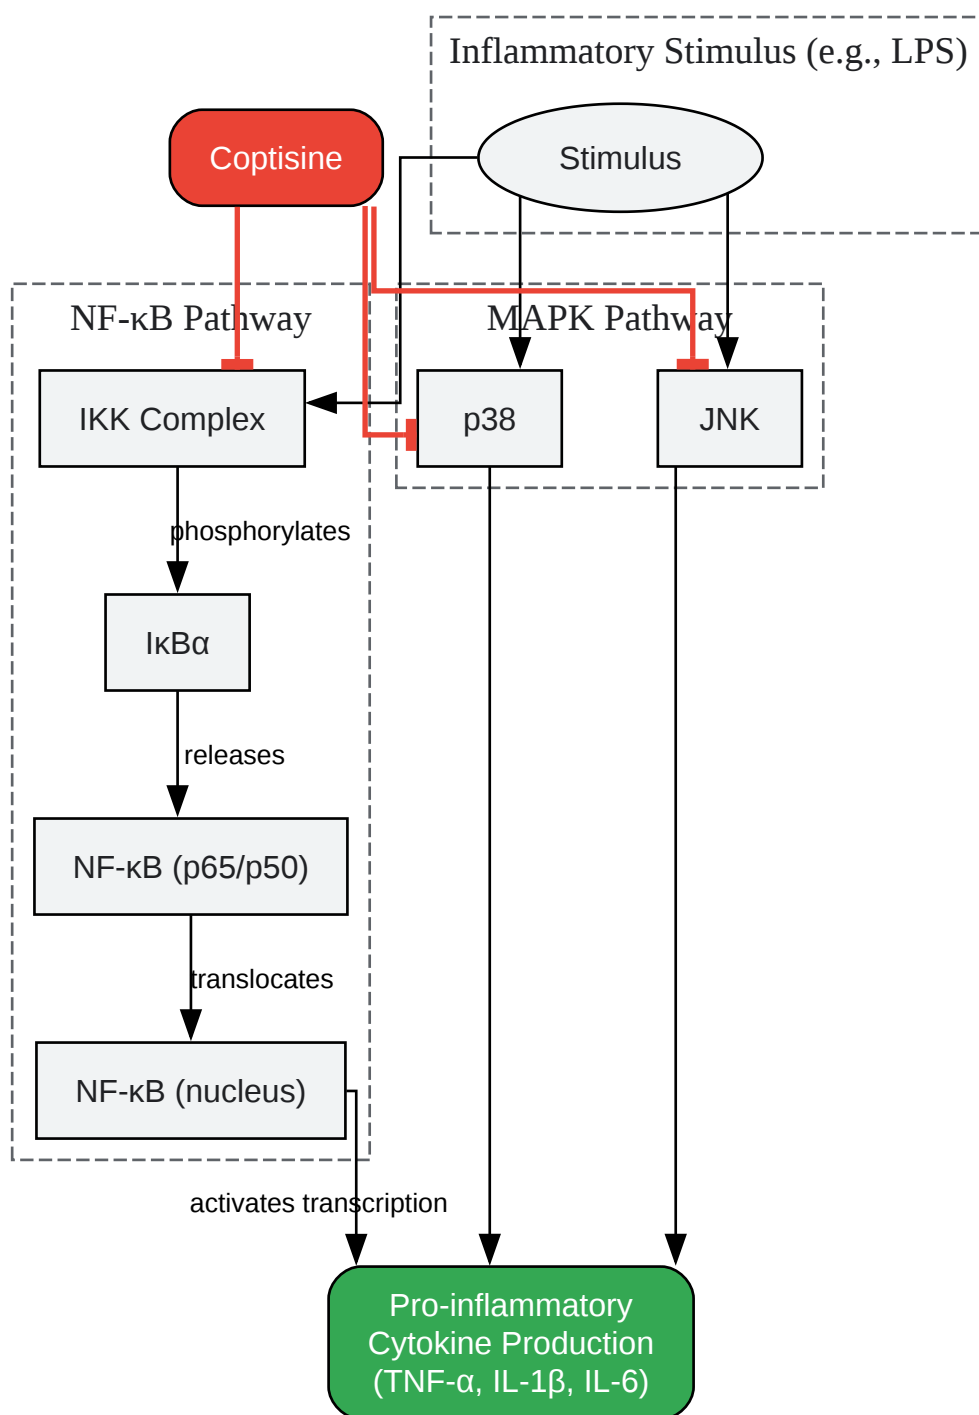 Inflammatory Stimulus (e.g., LPS)
Coptisine
Stimulus
NF-κB Pathway
MAPK Pathway
IKK Complex
p38
JNK
phosphorylates
IκBα
releases
NF-κB (p65/p50)
translocates
NF-κB (nucleus)
activates transcription
Pro-inflammatory
Cytokine Production
(TNF-α, IL-1β, IL-6)